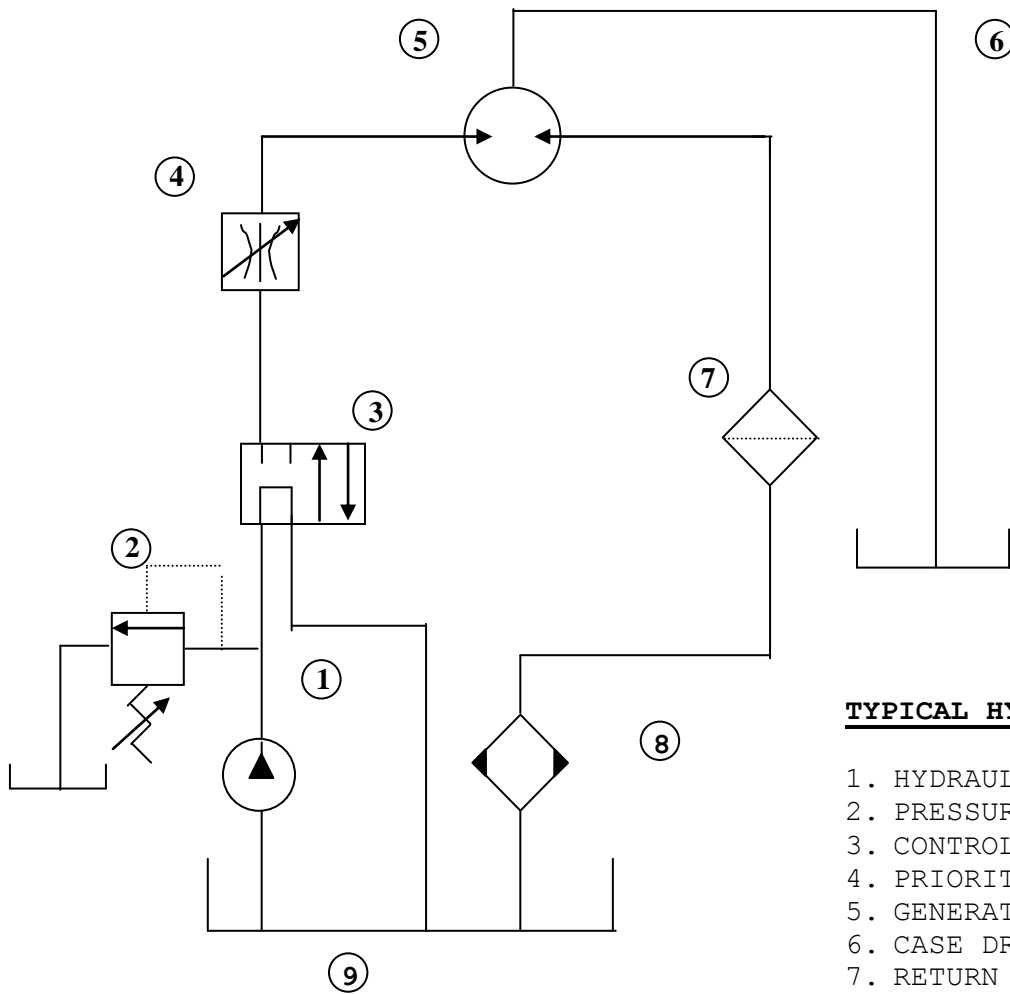 5
6
4
7
3
2
1
8
9
TYPICAL HY
1. HYDRAUL
2. PRESSUR
3. CONTROL
4. PRIORIT
5. GENERAT
6. CASE DR
7. RETURN